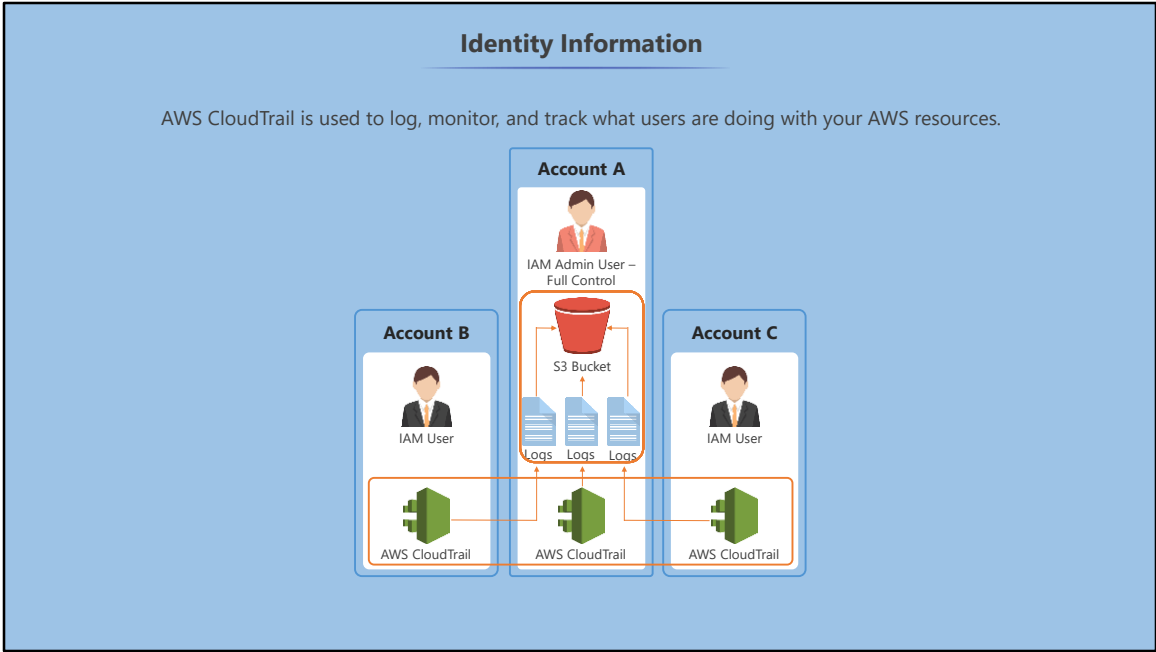 Identity Information
AWS CloudTrail is used to log, monitor, and track what users are doing with your AWS resources.
Account A
IAM Admin User –
Full Control
S3 Bucket
Logs
Logs
Logs
AWS CloudTrail
Account B
IAM User
AWS CloudTrail
Account C
IAM User
AWS CloudTrail